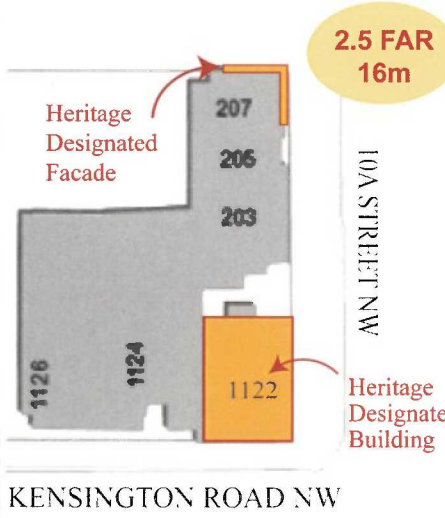 2.5 FAR
16m
Heritage
Designated
Facade
207
205
203
10A STREET NW
1126
1124
1122
Heritage
Designate
Building
KENSINGTON ROAD NW